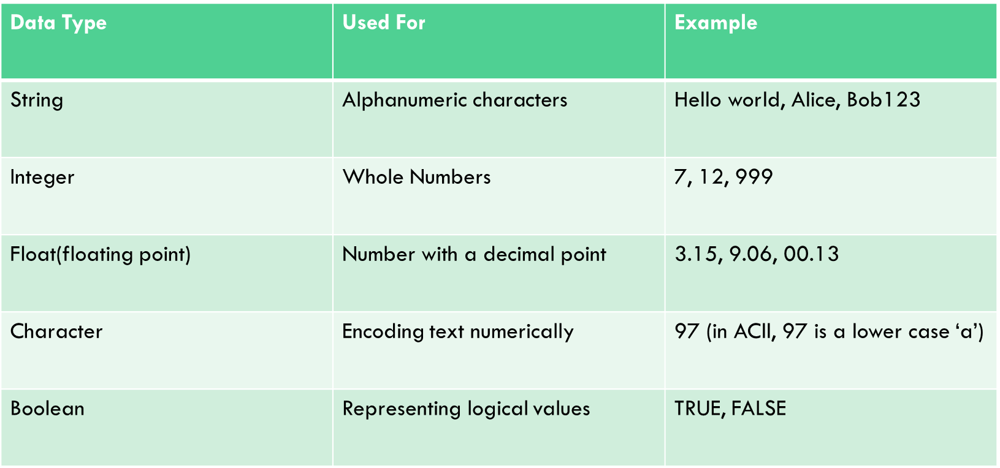 Data Type Used For Example
String Alphanumeric characters Hello world, Alice, Bob123
Integer Whole Numbers 7, 12, 999
Float(floating point) Number with a decimal point 3.15, 9.06, 00.13
Character Encoding text numerically 97 (in ACII, 97 is a lower case ‘a’)
Boolean Representing logical values TRUE, FALSE